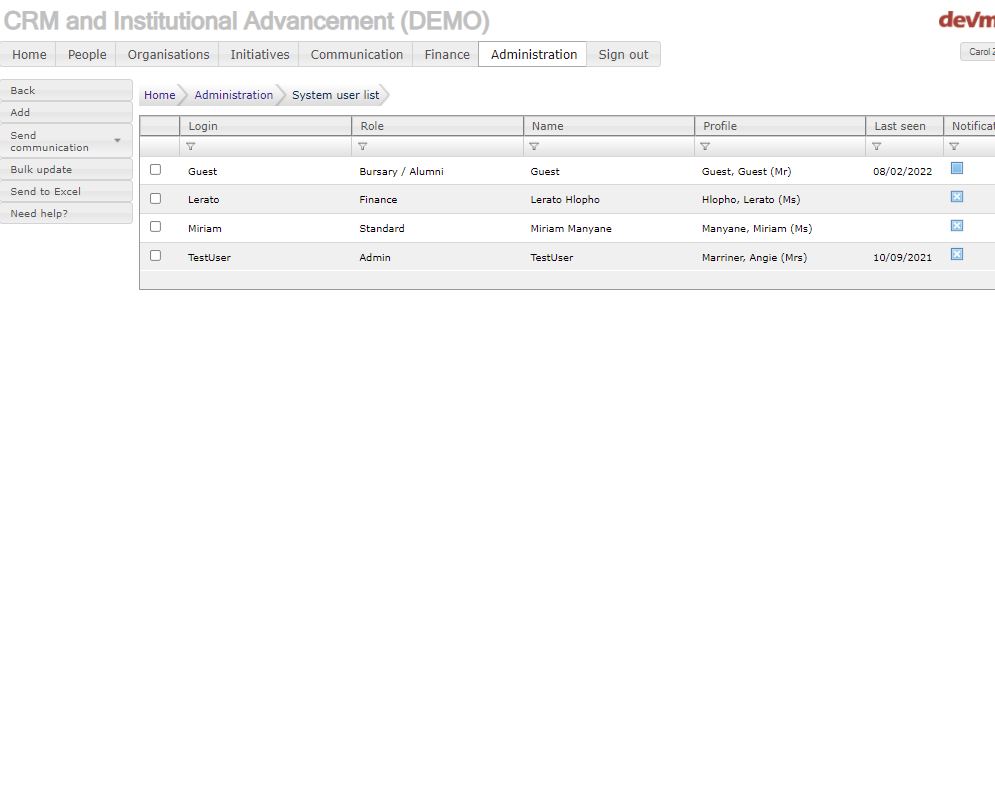 CRM and Institutional Advancement (DEMO)
Home People Organisations Initiatives Communication Finance Administration Sign out
Carol
Back
Add
Send
communication
Bulk update
Send to Excel
Need help?
Home Administration System user list
Login Role Name Profile Last seen
Guest Bursary / Alumni Guest Guest, Guest (Mr) 08/02/2022
Lerato Finance Lerato Hlopho Hlopho, Lerato (Ms)
Miriam Standard Miriam Manyane Manyane, Miriam (Ms)
TestUser Admin TestUser Marriner, Angie (Mrs) 10/09/2021